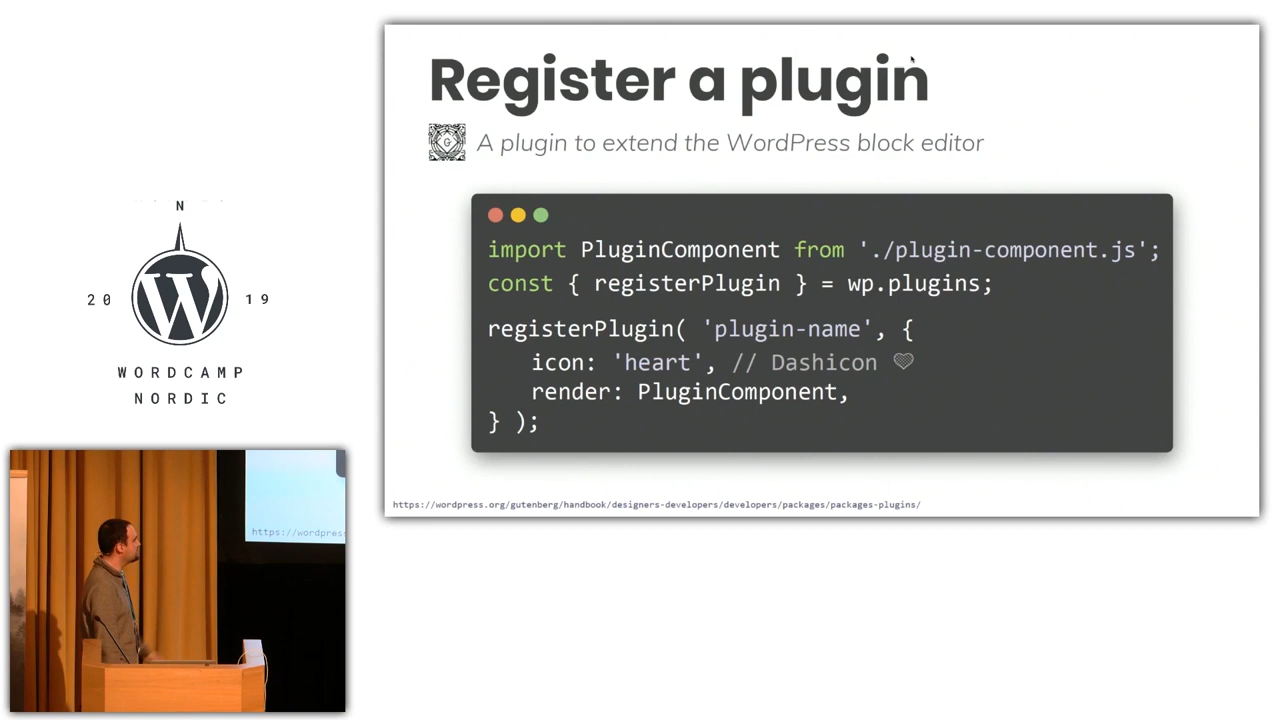 Register a plugin
A plugin to extend the WordPress block editor
import PluginComponent from './plugin-component.js';
const { registerPlugin } = wp.plugins;
registerPlugin( 'plugin-name', {
icon: 'heart', // Dashicon
render: PluginComponent,
} );
https://wordpress.org/gutenberg/handbook/designers-developers/developers/packages/packages-plugins/
N
20 19
WORDCAMP
NORDIC
https://wordpress